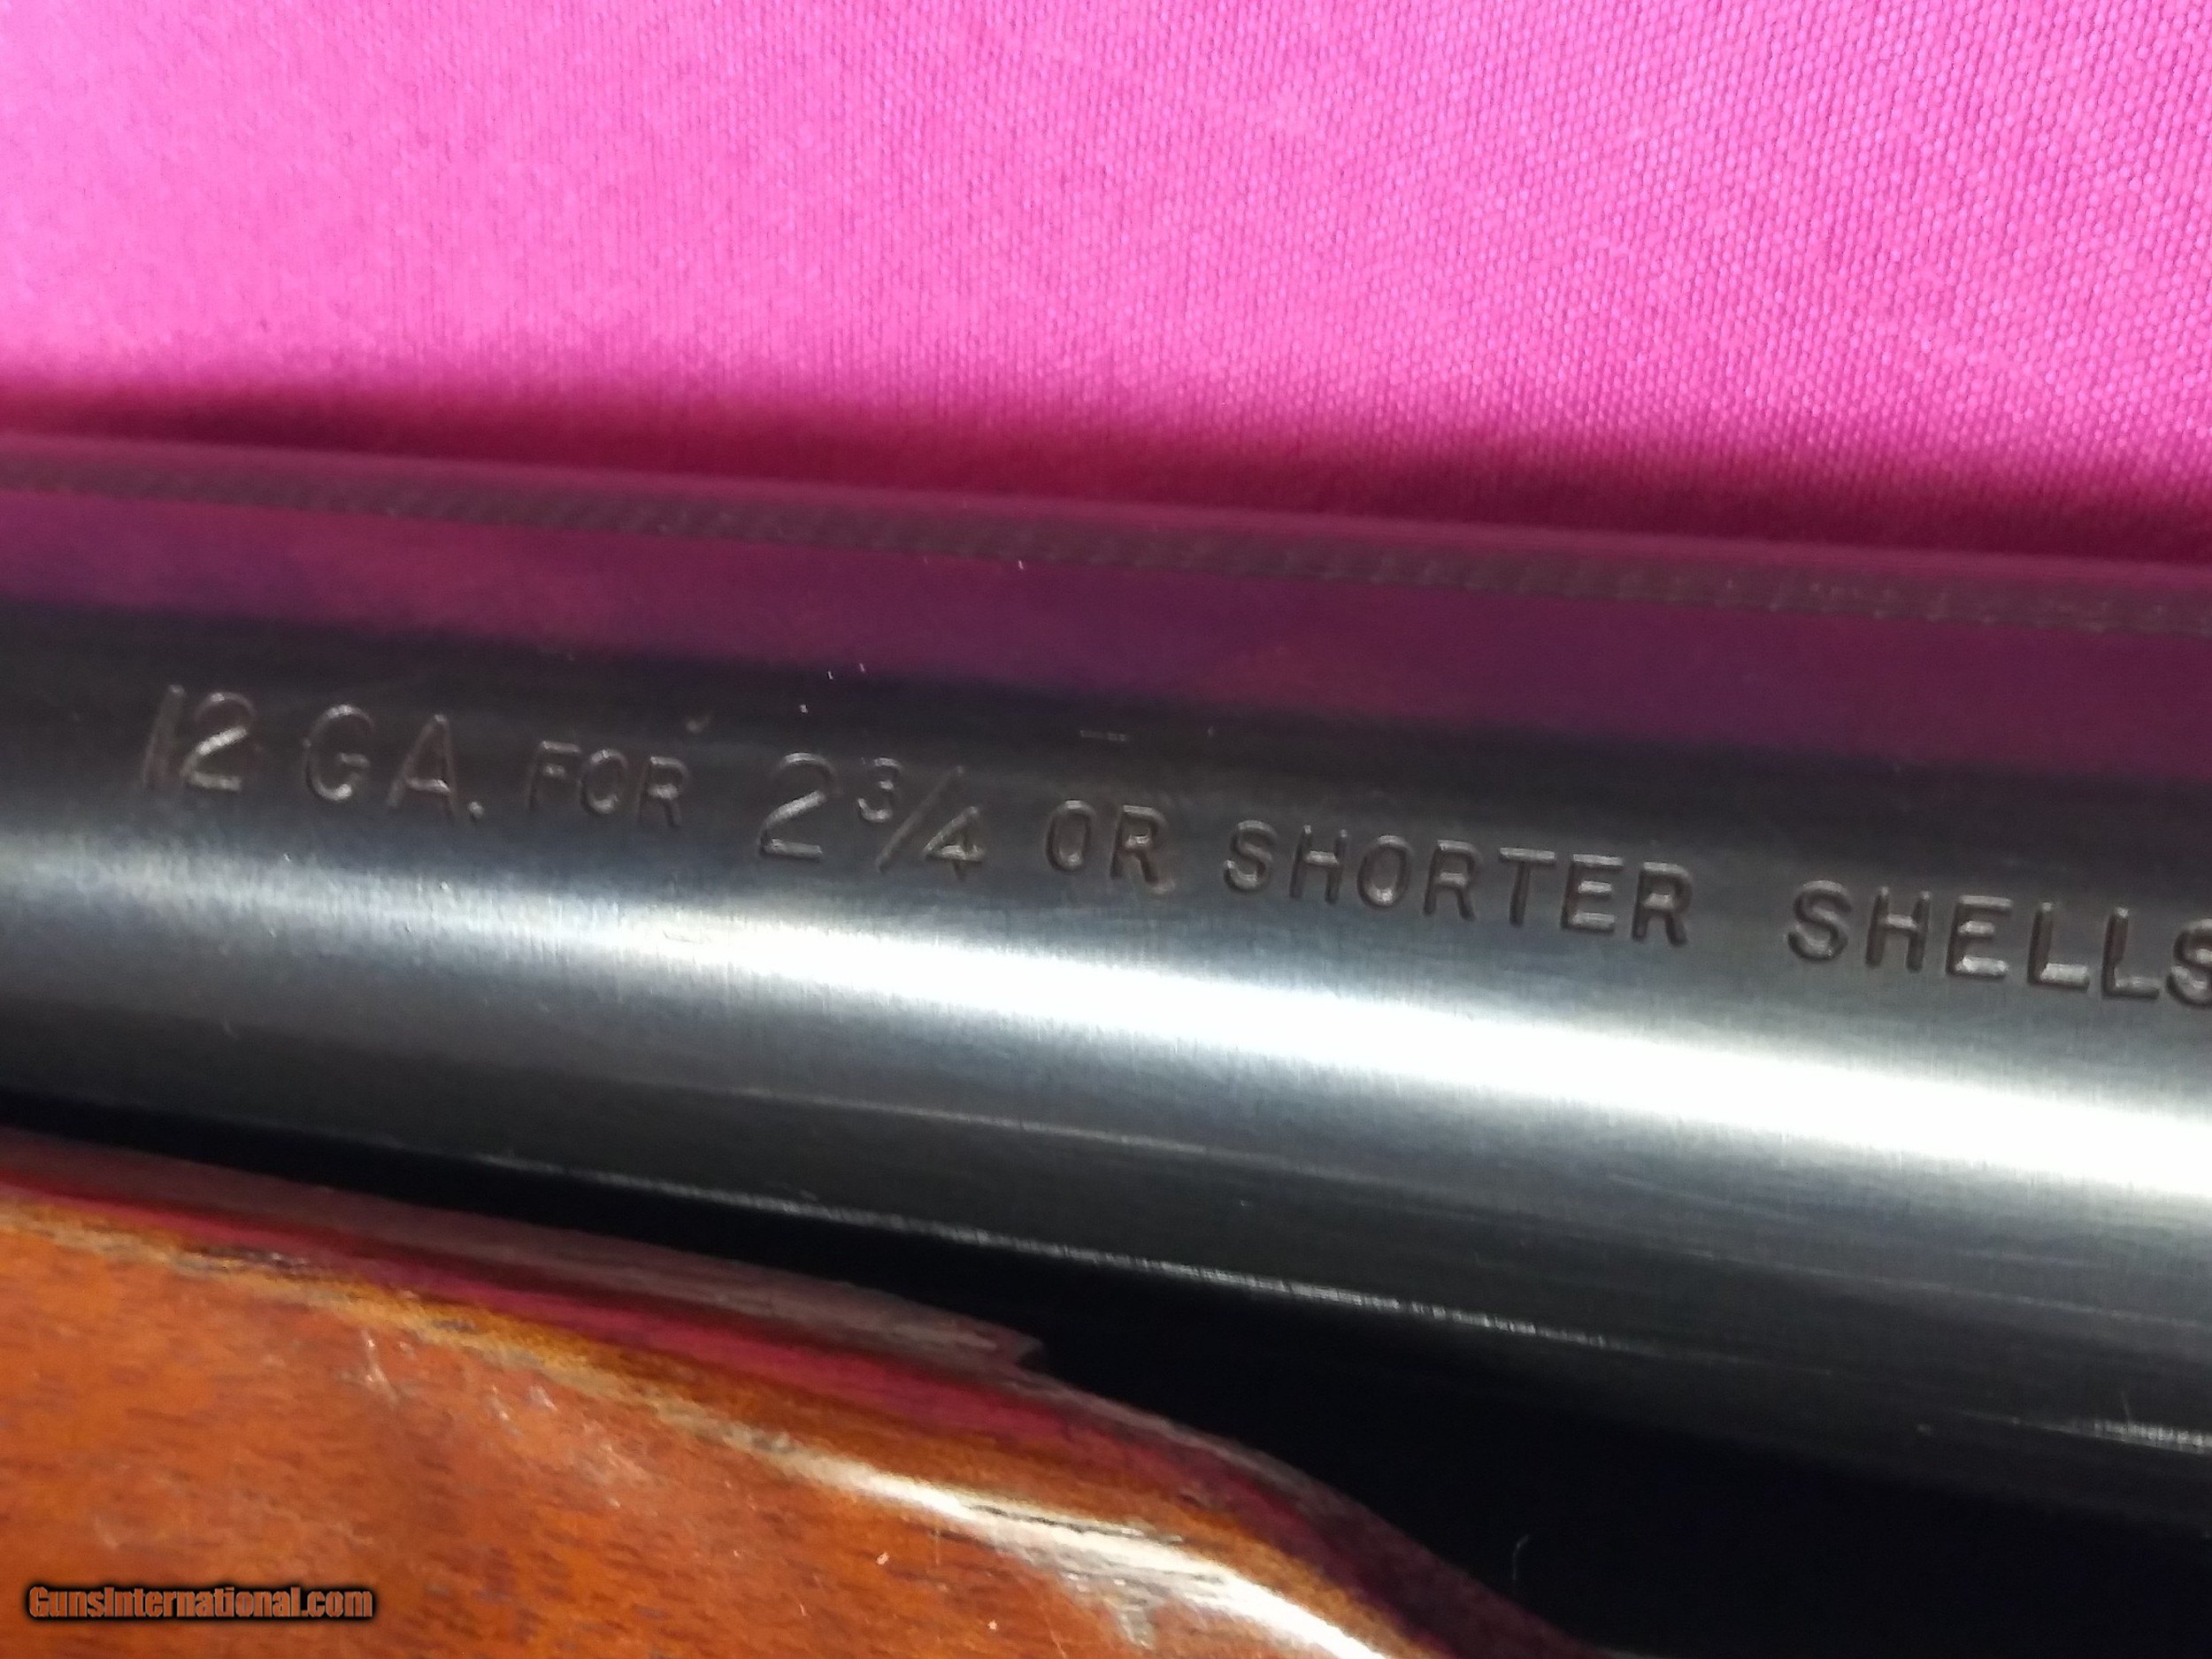 12 GA. FOR 2 3/4 OR SHORTER SHELLS
GunsInternational.com